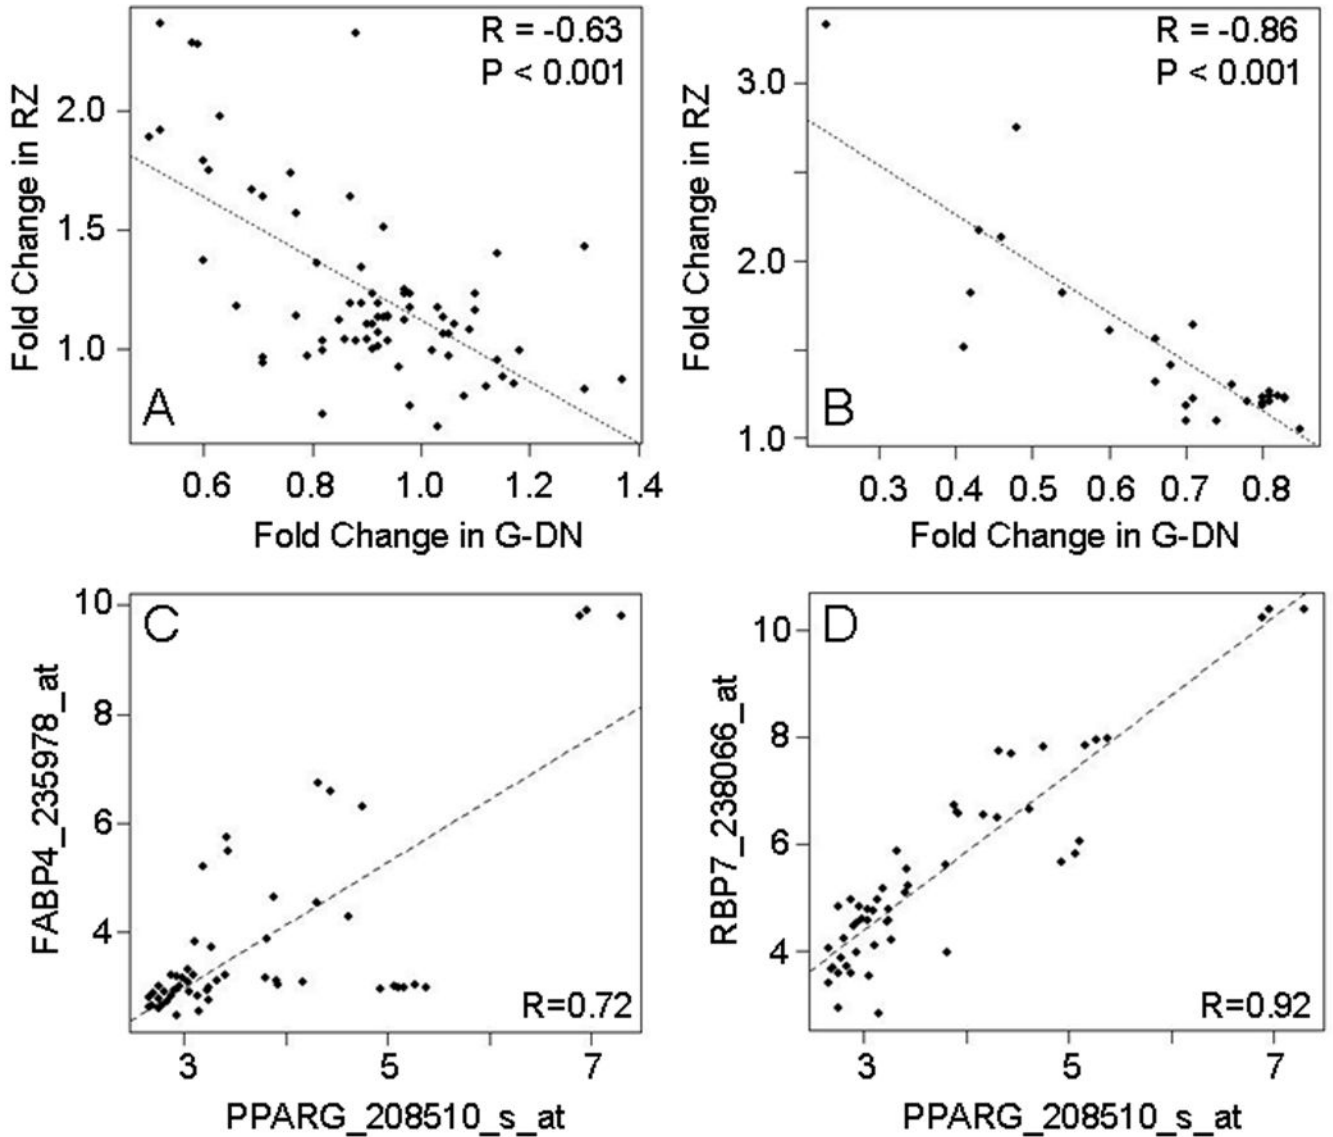 R = -0.63
P < 0.001
2.0
1.5
1.0
Fold Change in RZ
A
0.6 0.8 1.0 1.2 1.4
Fold Change in G-DN
R = -0.86
P < 0.001
3.0
2.0
1.0
Fold Change in RZ
B
0.3 0.4 0.5 0.6 0.7 0.8
Fold Change in G-DN
C
10
8
6
4
FABP4_235978_at
R=0.72
3 5 7
PPARG_208510_s_at
D
10
8
6
4
RBP7_238066_at
R=0.92
3 5 7
PPARG_208510_s_at